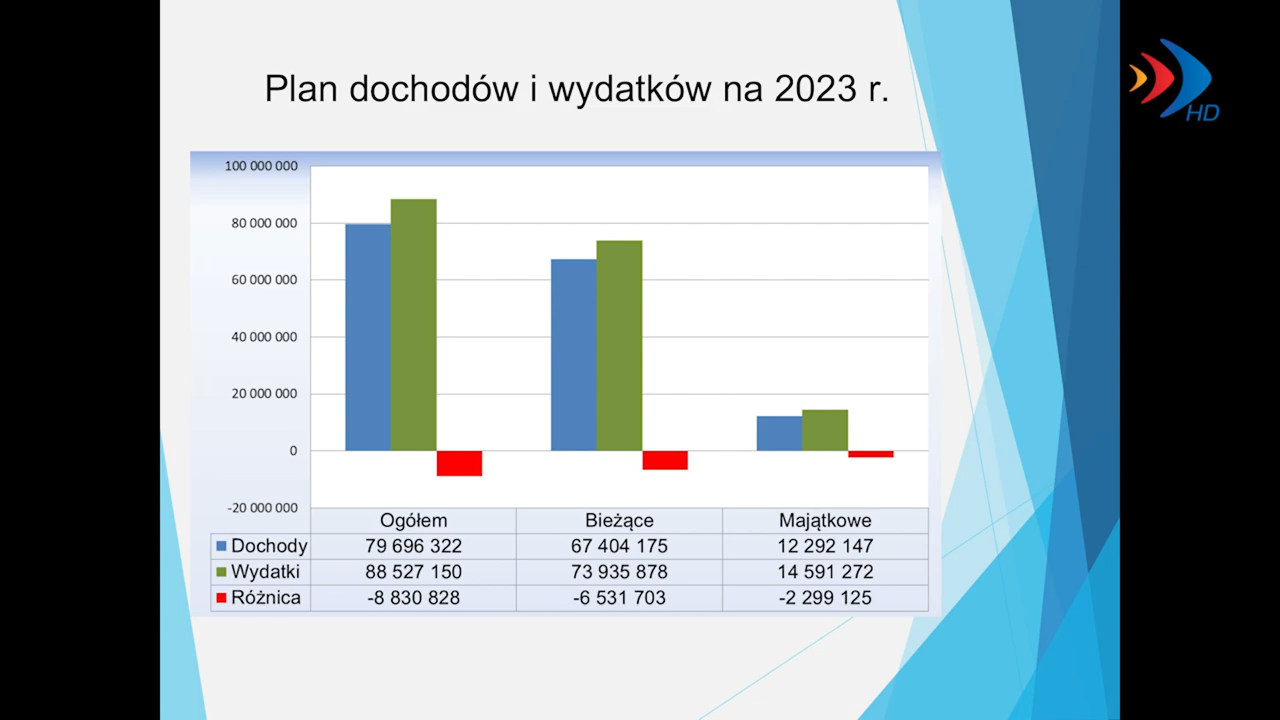 Plan dochodów i wydatków na 2023 r.
HD
100 000 000
80 000 000
60 000 000
40 000 000
20 000 000
0
-20 000 000
Ogółem Bieżące Majątkowe
Dochody 79 696 322 67 404 175 12 292 147
Wydatki 88 527 150 73 935 878 14 591 272
Różnica -8 830 828 -6 531 703 -2 299 125